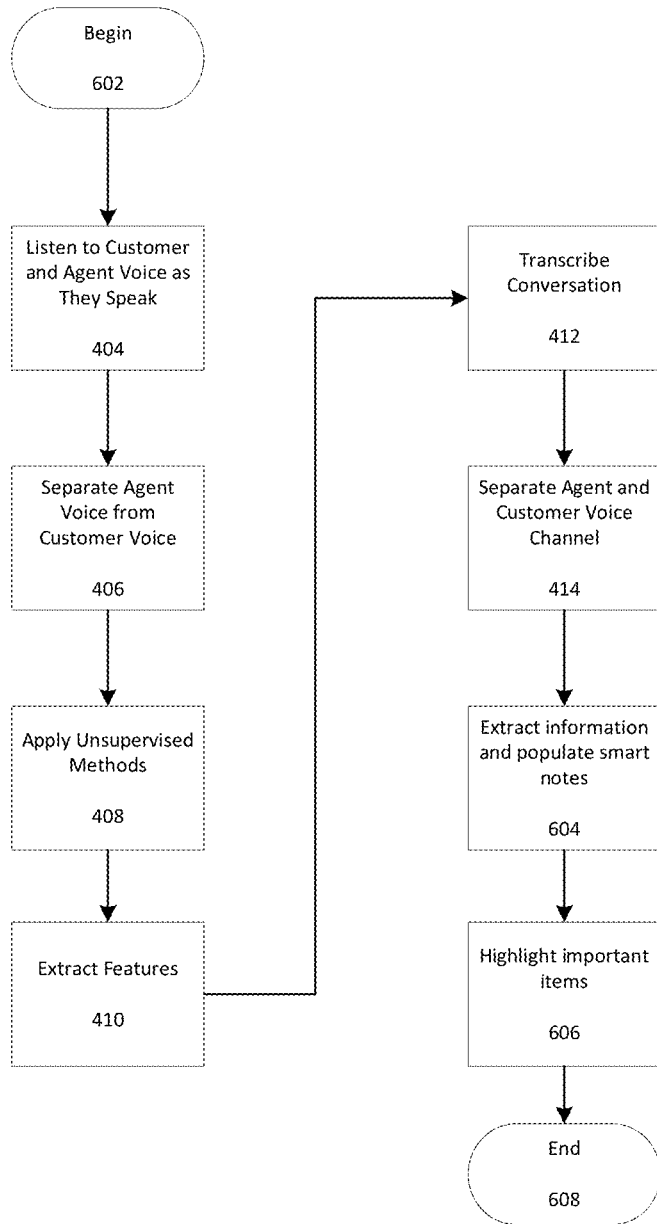 Begin
602
Listen to Customer
and Agent Voice as
They Speak
404
Separate Agent
Voice from
Customer Voice
406
Apply Unsupervised
Methods
408
Extract Features
410
Transcribe
Conversation
412
Separate Agent and
Customer Voice
Channel
414
Extract information
and populate smart
notes
604
Highlight important
items
606
End
608